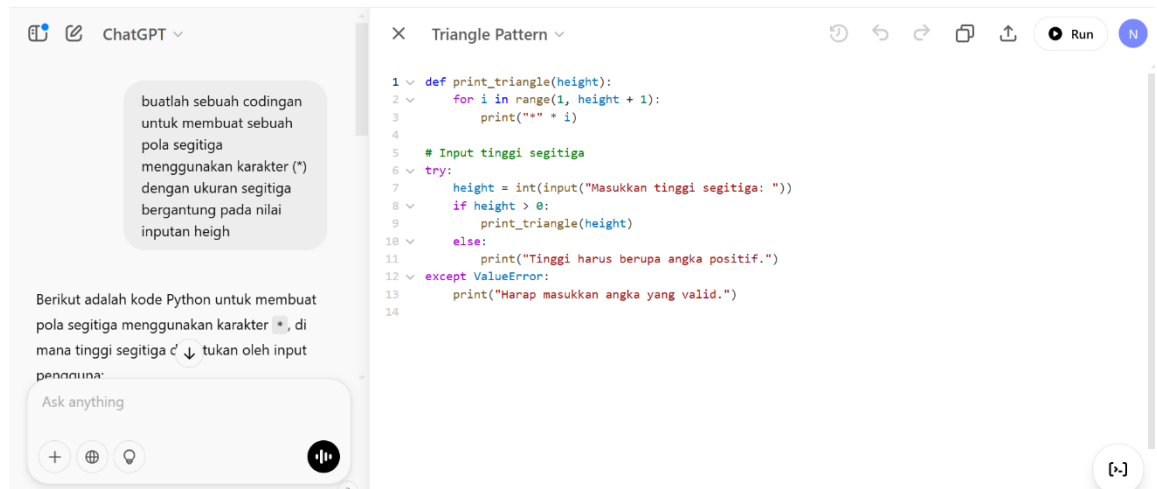 ChatGPT
buatlah sebuah codingan
untuk membuat sebuah
pola segitiga
menggunakan karakter (*)
dengan ukuran segitiga
bergantung pada nilai
inputan heigh
Berikut adalah kode Python untuk membuat
pola segitiga menggunakan karakter *, di
mana tinggi segitiga d tukan oleh input
pengguna:
Ask anything
Triangle Pattern
Run
N
1 def print_triangle(height):
2     for i in range(1, height + 1):
3         print("*" * i)
4
5 # Input tinggi segitiga
6 try:
7     height = int(input("Masukkan tinggi segitiga: "))
8     if height > 0:
9         print_triangle(height)
10     else:
11         print("Tinggi harus berupa angka positif.")
12 except ValueError:
13     print("Harap masukkan angka yang valid.")
14